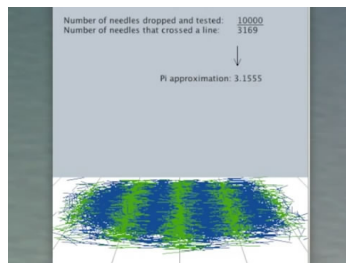 Number of needles dropped and tested: 10000
Number of needles that crossed a line: 3169
Pi approximation: 3.1555